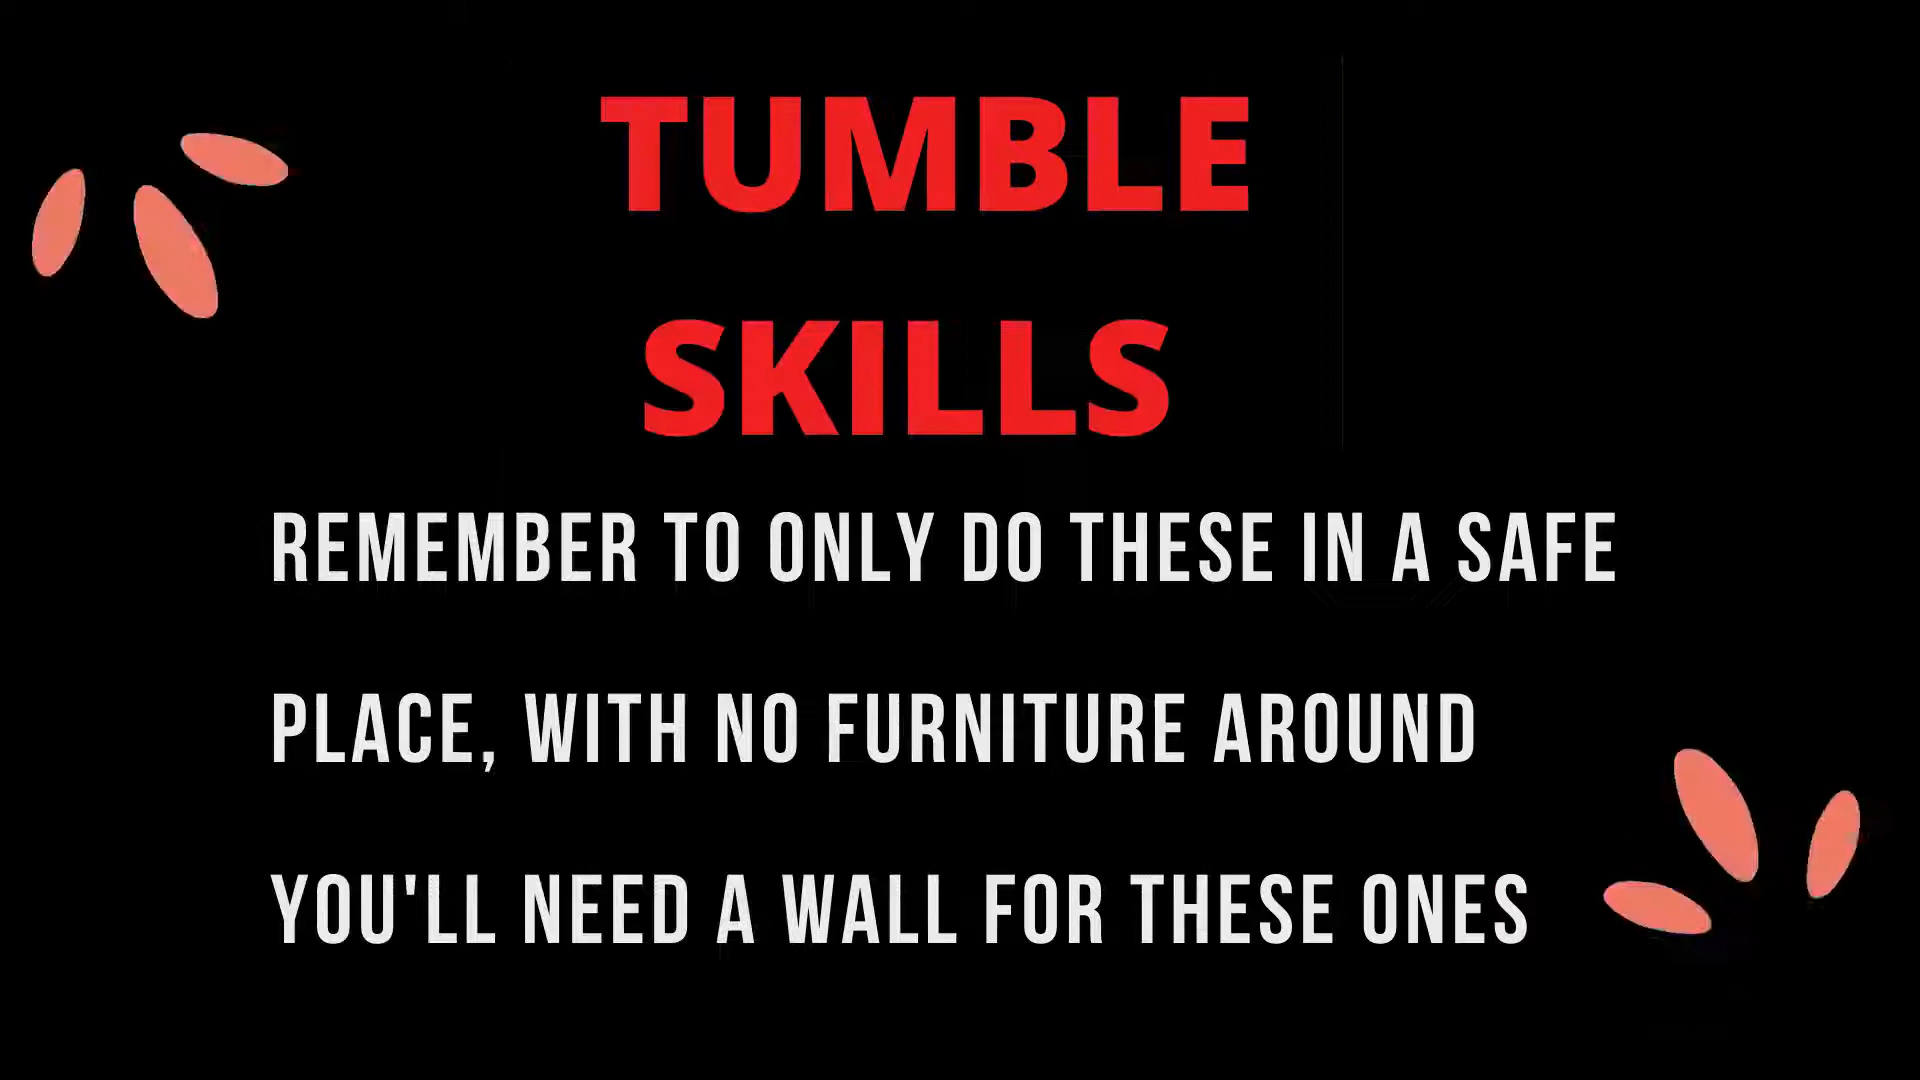 TUMBLE
SKILLS
REMEMBER TO ONLY DO THESE IN A SAFE
PLACE, WITH NO FURNITURE AROUND
YOU'LL NEED A WALL FOR THESE ONES